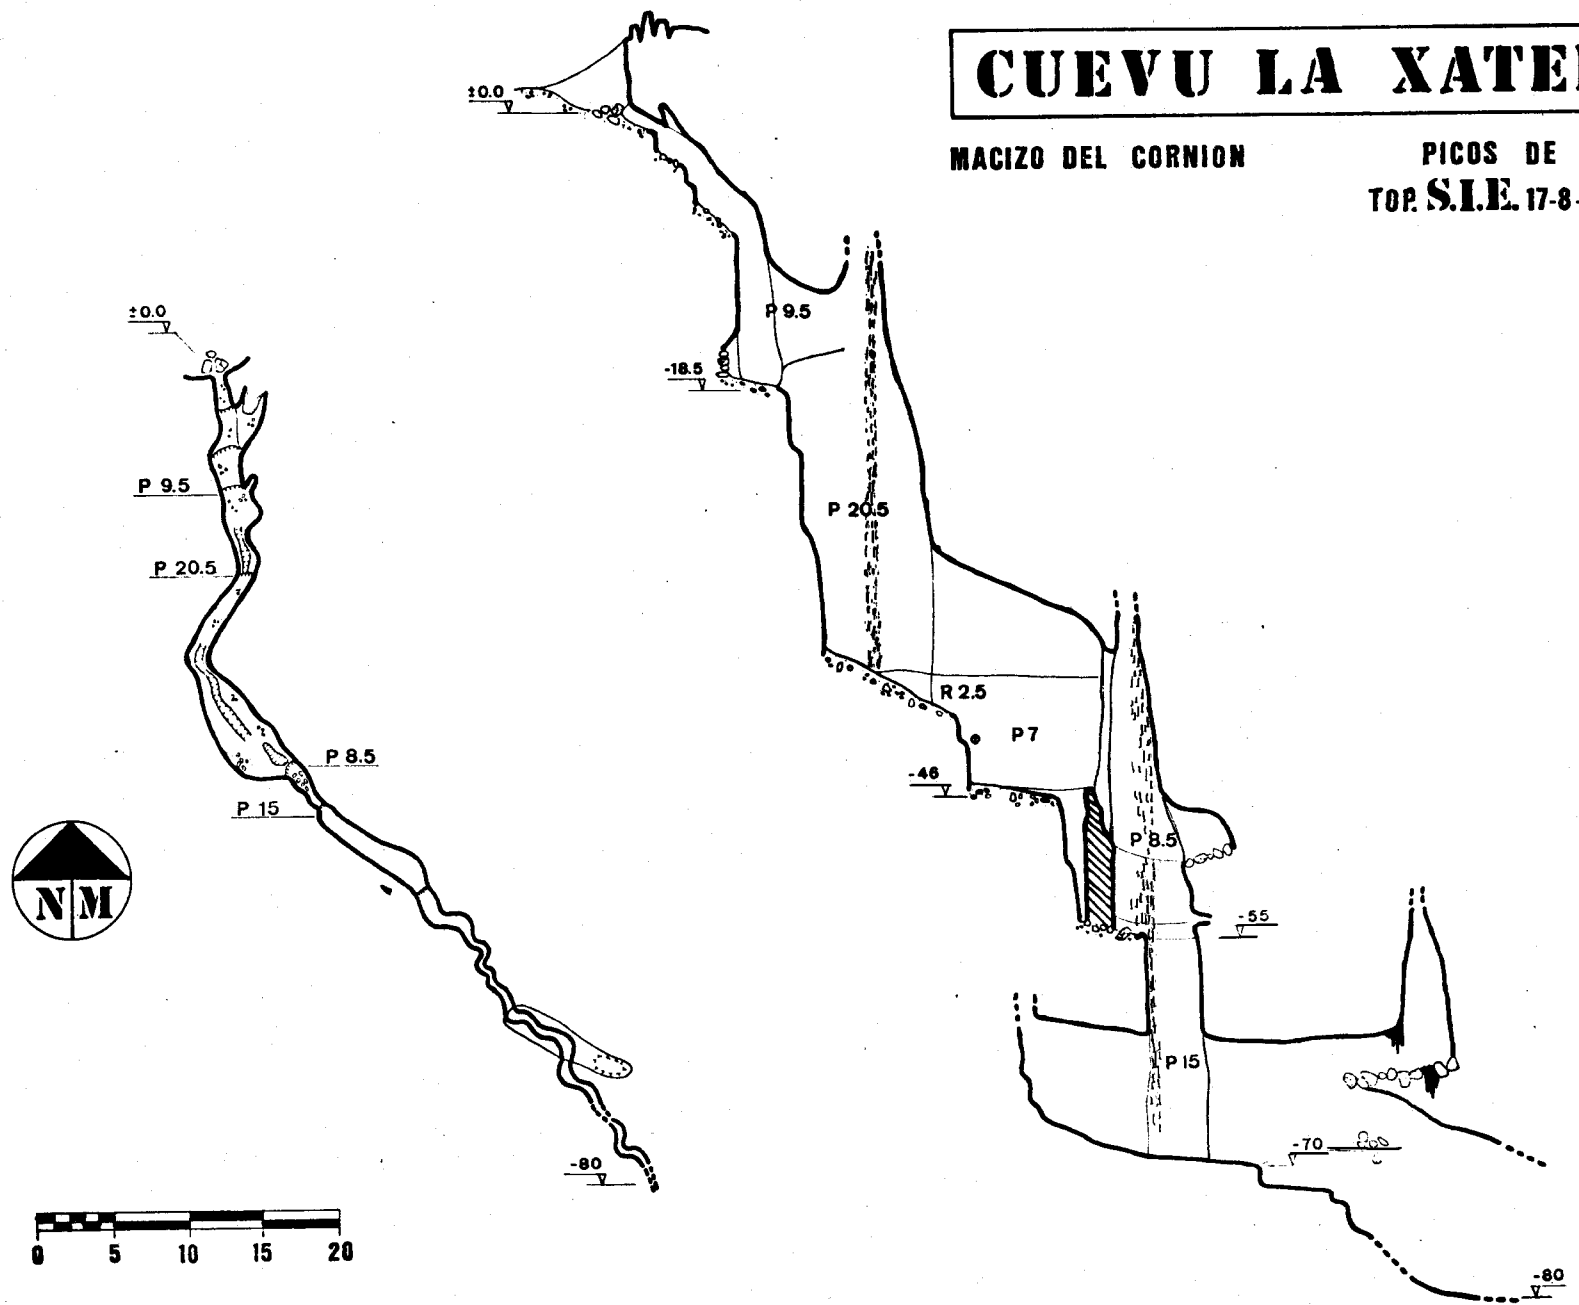 CUEVU LA XATE
MACIZO DEL CORNION
PICOS DE
TOP. S.I.E. 17-8-
±0.0
P 9.5
-18.5
P 20.5
R 2.5
P 7
-46
P 8.5
-55
P 15
-70
-80
±0.0
P 9.5
P 20.5
P 8.5
P 15
-80
N M
0 5 10 15 20